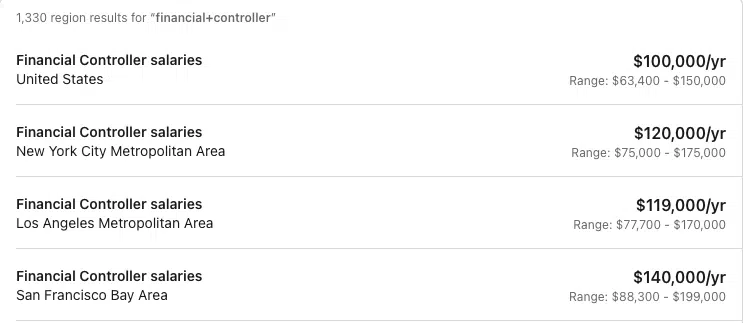 1,330 region results for “financial+controller”
Financial Controller salaries
$100,000/yr
United States
Range: $63,400 - $150,000
Financial Controller salaries
$120,000/yr
New York City Metropolitan Area
Range: $75,000 - $175,000
Financial Controller salaries
$119,000/yr
Los Angeles Metropolitan Area
Range: $77,700 - $170,000
Financial Controller salaries
$140,000/yr
San Francisco Bay Area
Range: $88,300 - $199,000